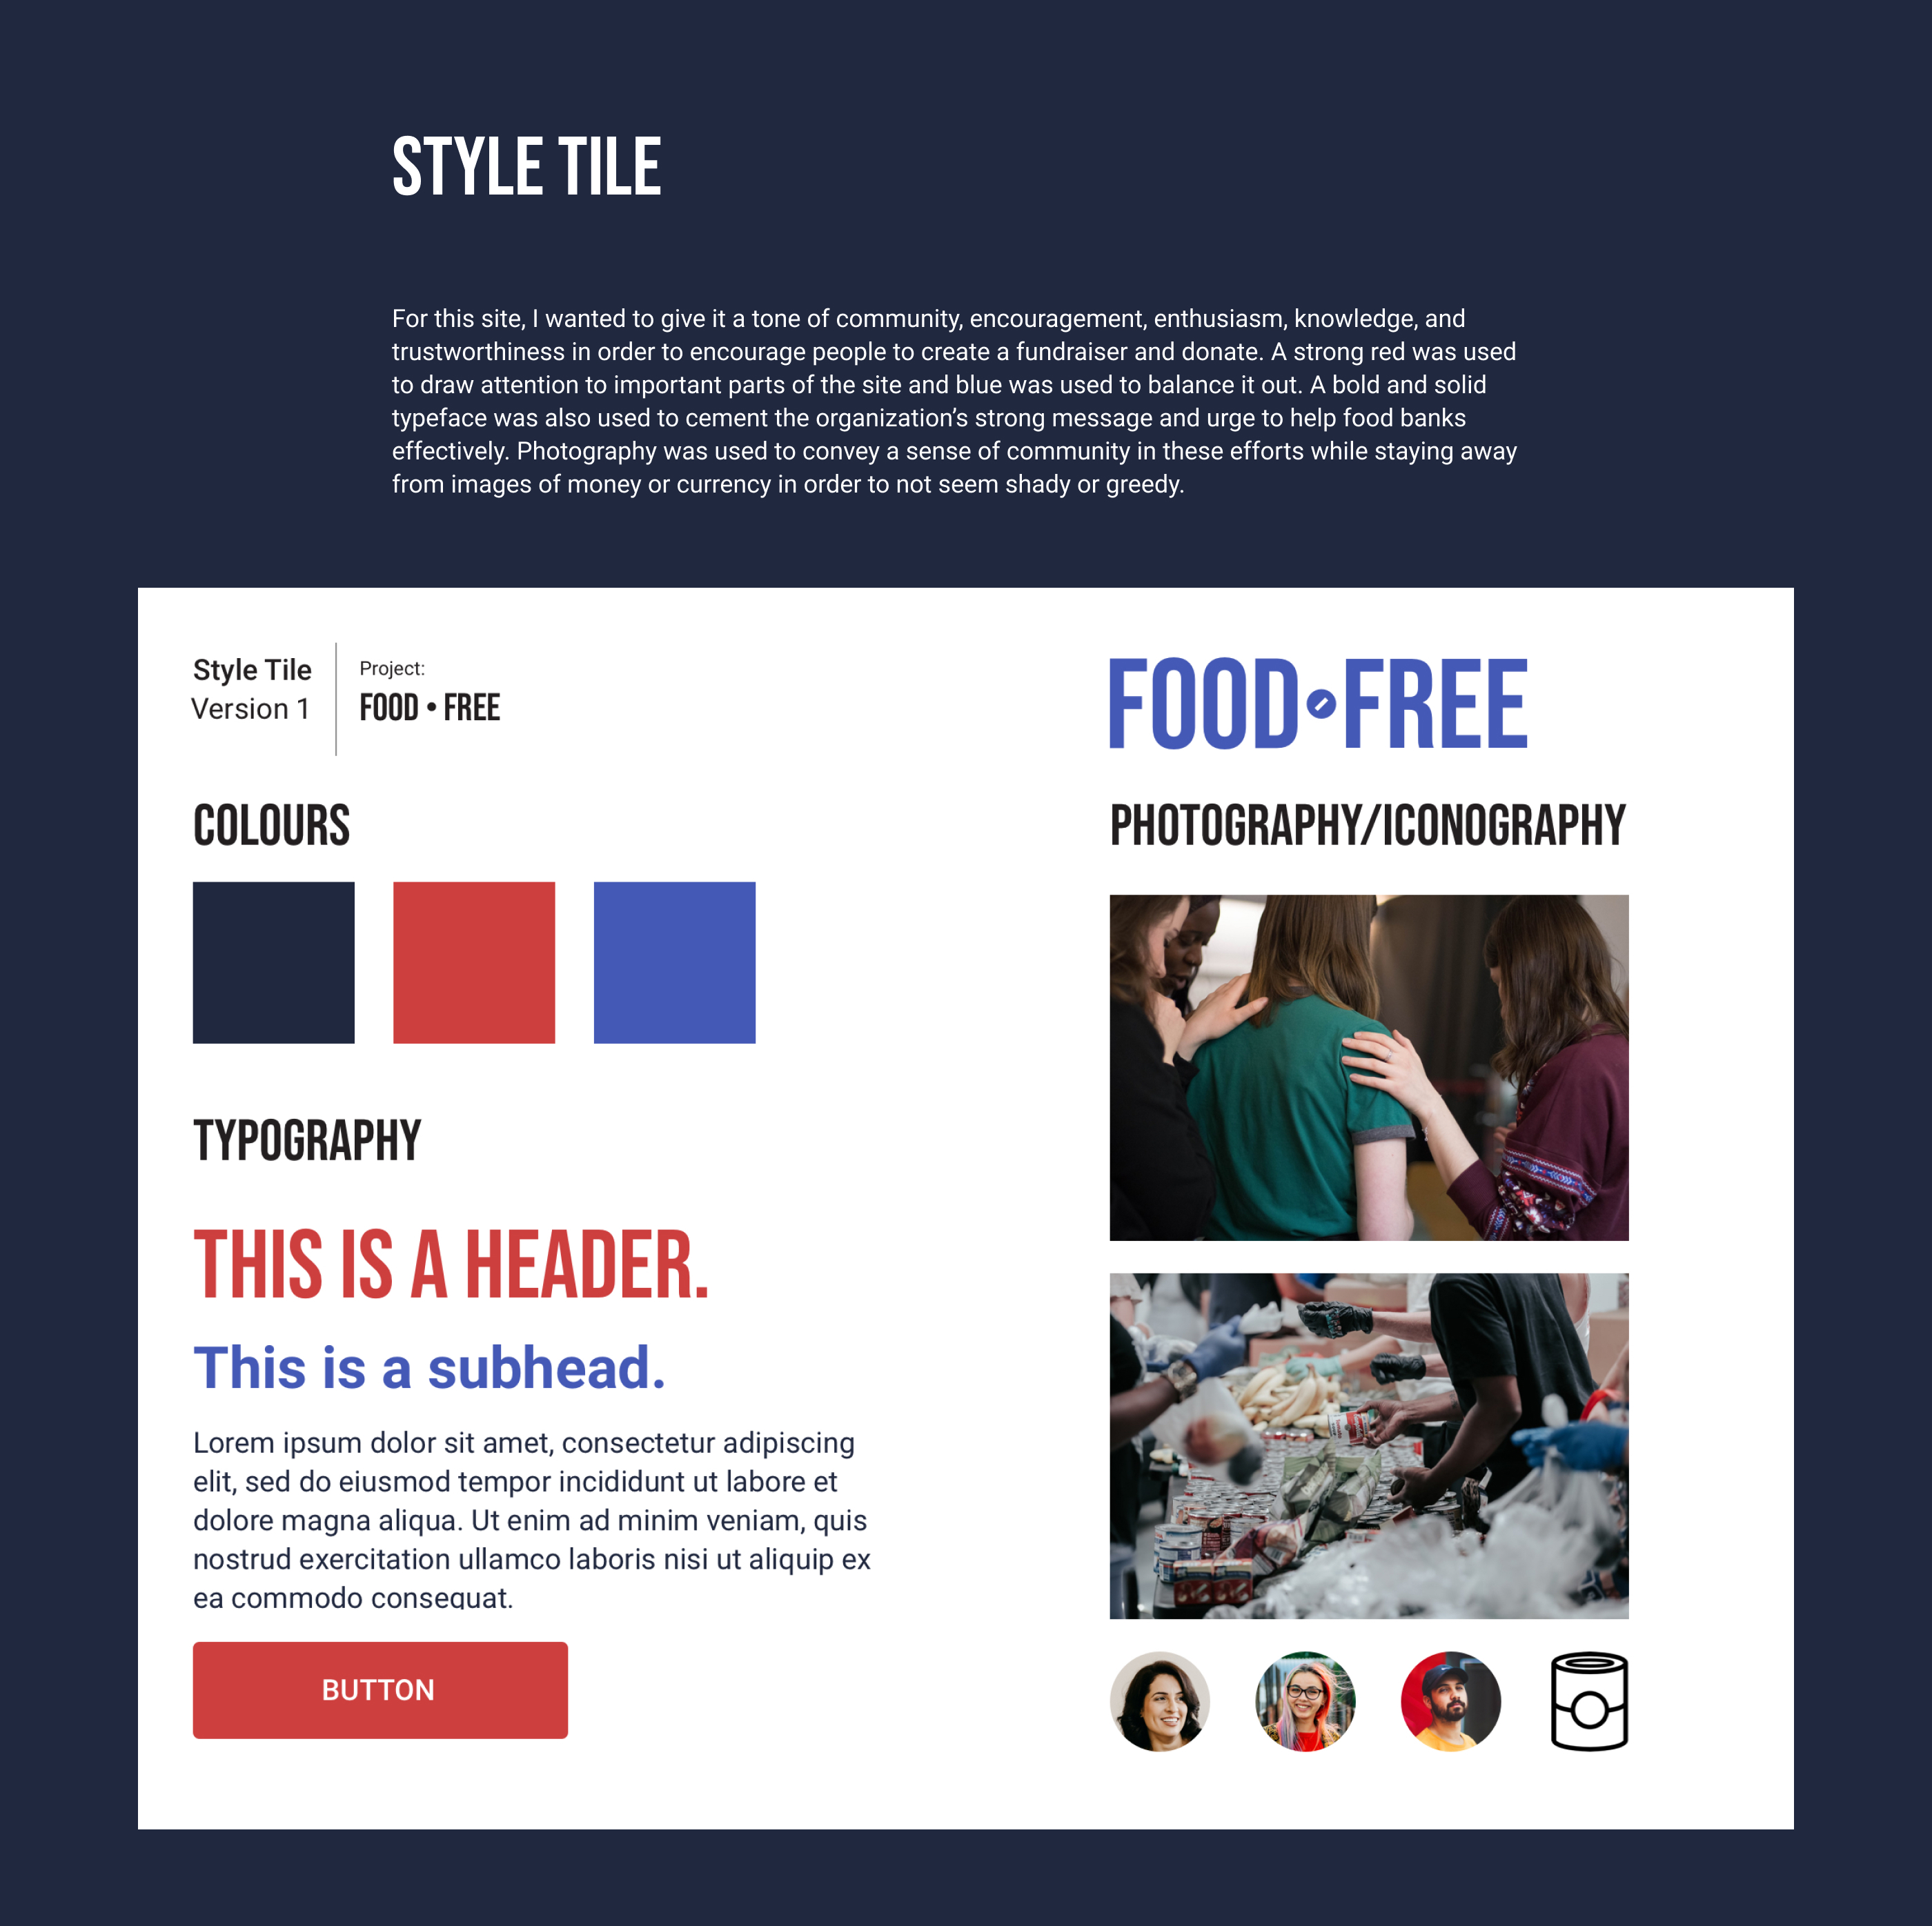 STYLE TILE
For this site, I wanted to give it a tone of community, encouragement, enthusiasm, knowledge, and
trustworthiness in order to encourage people to create a fundraiser and donate. A strong red was used
to draw attention to important parts of the site and blue was used to balance it out. A bold and solid
typeface was also used to cement the organization’s strong message and urge to help food banks
effectively. Photography was used to convey a sense of community in these efforts while staying away
from images of money or currency in order to not seem shady or greedy.
Style Tile
Version 1
Project:
FOOD • FREE
COLOURS
TYPOGRAPHY
THIS IS A HEADER.
This is a subhead.
Lorem ipsum dolor sit amet, consectetur adipiscing
elit, sed do eiusmod tempor incididunt ut labore et
dolore magna aliqua. Ut enim ad minim veniam, quis
nostrud exercitation ullamco laboris nisi ut aliquip ex
ea commodo consequat.
BUTTON
FOOD•FREE
PHOTOGRAPHY/ICONOGRAPHY